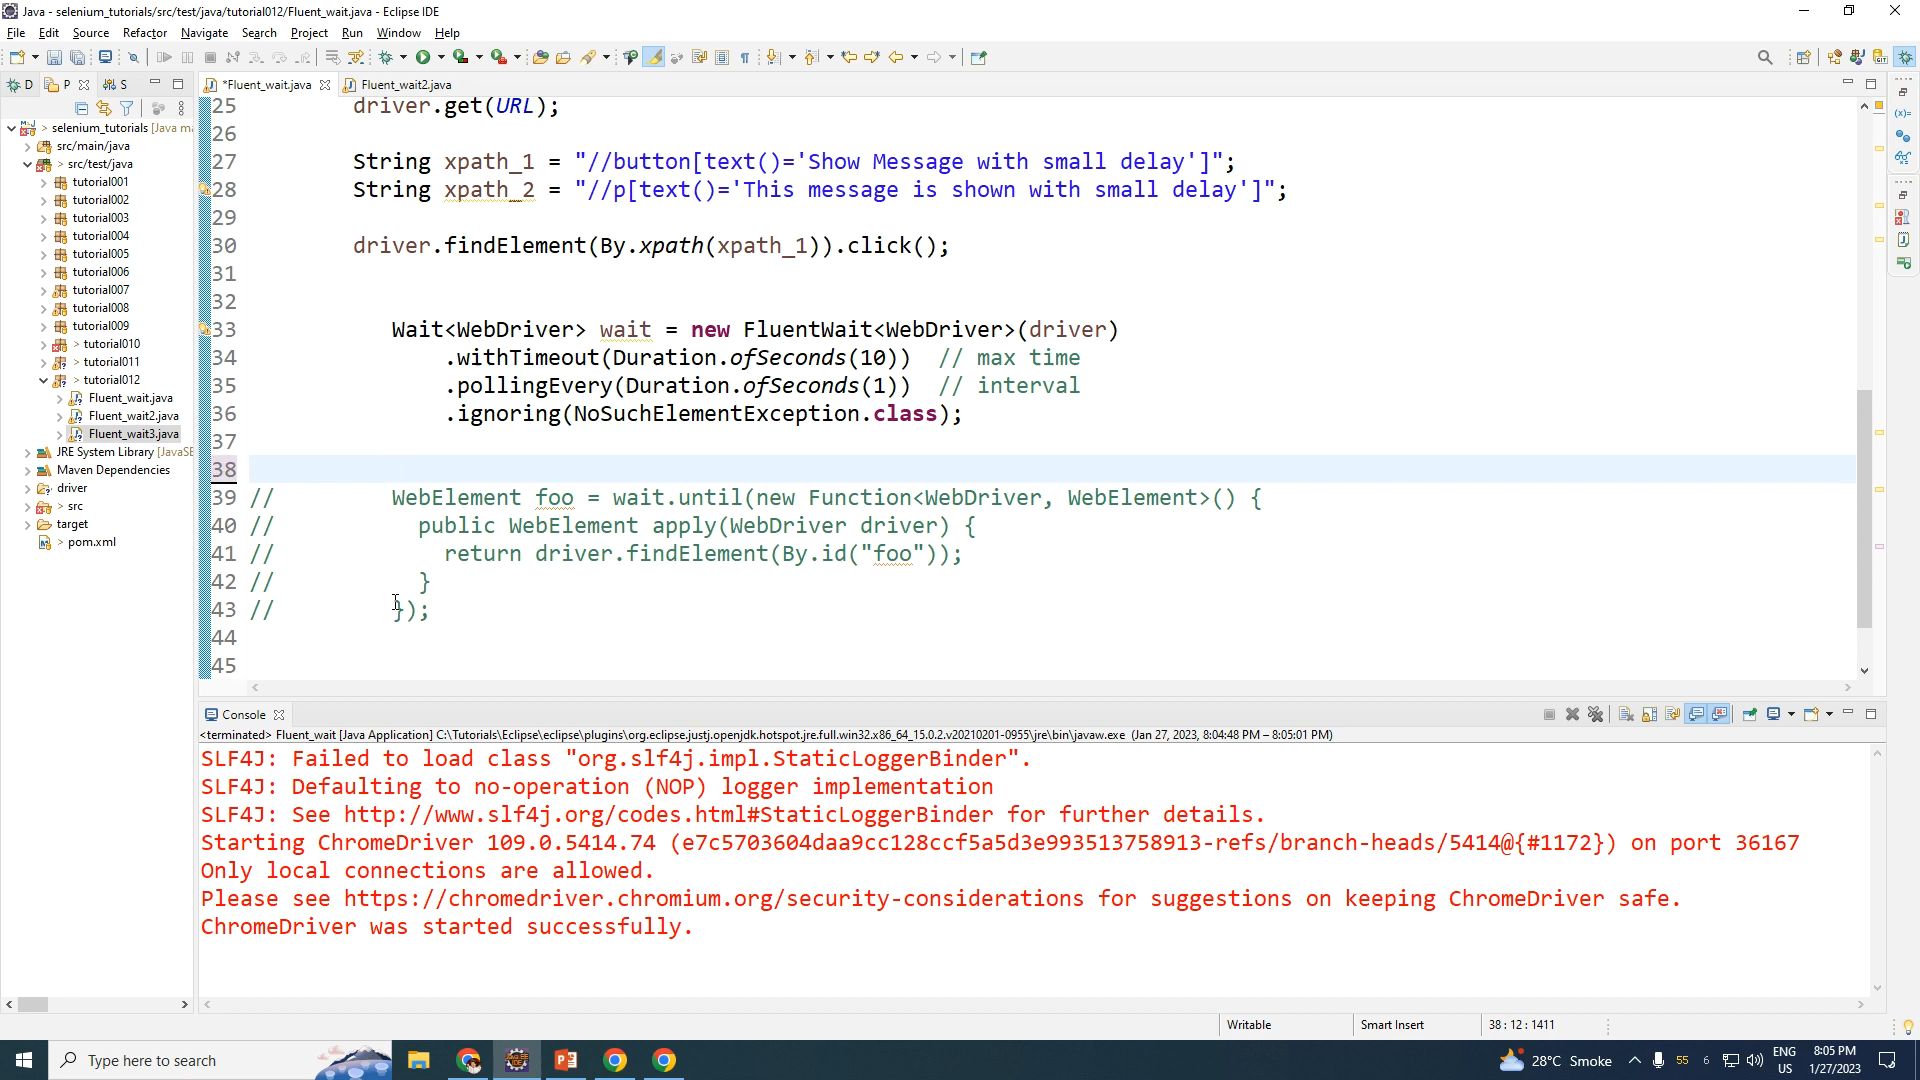 Java - selenium_tutorials/src/test/java/tutorial012/Fluent_wait.java - Eclipse IDE
File Edit Source Refactor Navigate Search Project Run Window Help
D P S
*Fluent_wait.java Fluent_wait2.java
> selenium_tutorials [Java ma
src/main/java
> src/test/java
tutorial001
tutorial002
tutorial003
tutorial004
tutorial005
tutorial006
tutorial007
tutorial008
tutorial009
> tutorial010
> tutorial011
> tutorial012
Fluent_wait.java
Fluent_wait2.java
Fluent_wait3.java
JRE System Library [JavaSE
Maven Dependencies
driver
> src
target
> pom.xml
25 driver.get(URL);
26
27 String xpath_1 = "//button[text()='Show Message with small delay']";
28 String xpath_2 = "//p[text()='This message is shown with small delay']";
29
30 driver.findElement(By.xpath(xpath_1)).click();
31
32
33 Wait<WebDriver> wait = new FluentWait<WebDriver>(driver)
34 .withTimeout(Duration.ofSeconds(10)) // max time
35 .pollingEvery(Duration.ofSeconds(1)) // interval
36 .ignoring(NoSuchElementException.class);
37
38
39 // WebElement foo = wait.until(new Function<WebDriver, WebElement>() {
40 // public WebElement apply(WebDriver driver) {
41 // return driver.findElement(By.id("foo"));
42 // }
43 // });
44
45
Console
<terminated> Fluent_wait [Java Application] C:\Tutorials\Eclipse\eclipse\plugins\org.eclipse.justj.openjdk.hotspot.jre.full.win32.x86_64_15.0.2.v20210201-0955\jre\bin\javaw.exe (Jan 27, 2023, 8:04:48 PM – 8:05:01 PM)
SLF4J: Failed to load class "org.slf4j.impl.StaticLoggerBinder".
SLF4J: Defaulting to no-operation (NOP) logger implementation
SLF4J: See http://www.slf4j.org/codes.html#StaticLoggerBinder for further details.
Starting ChromeDriver 109.0.5414.74 (e7c5703604daa9cc128ccf5a5d3e993513758913-refs/branch-heads/5414@{#1172}) on port 36167
Only local connections are allowed.
Please see https://chromedriver.chromium.org/security-considerations for suggestions on keeping ChromeDriver safe.
ChromeDriver was started successfully.
Writable Smart Insert 38 : 12 : 1411
Type here to search
28°C Smoke 55 6 ENG US 8:05 PM 1/27/2023